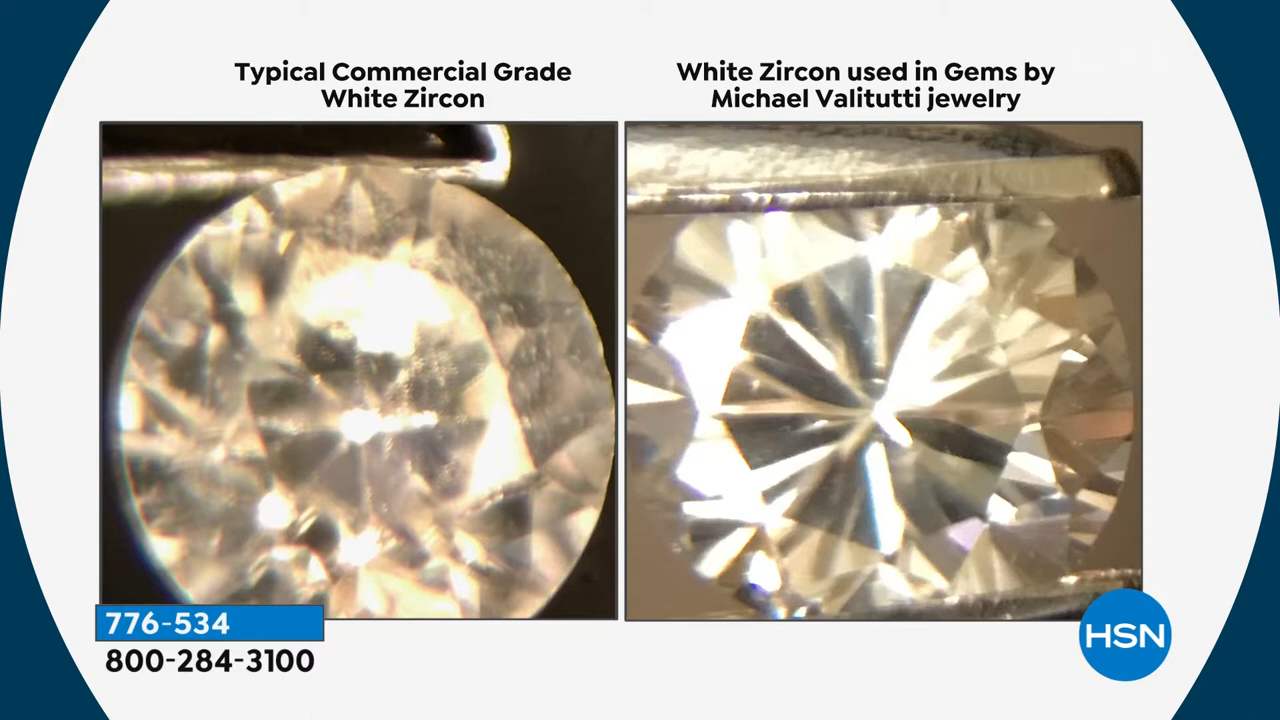 Typical Commercial Grade
White Zircon
White Zircon used in Gems by
Michael Valitutti jewelry
776-534
800-284-3100
HSN